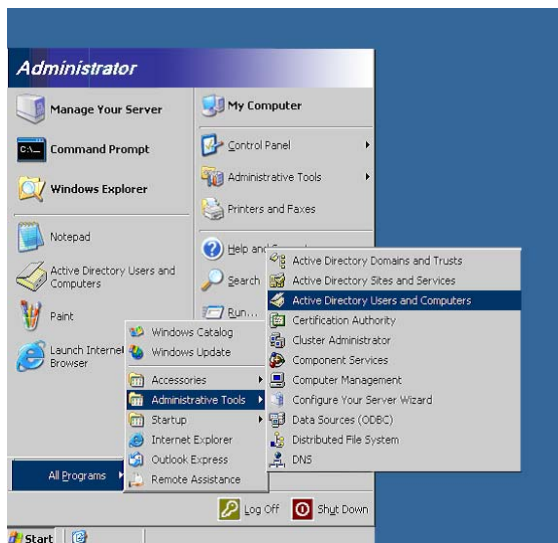 Administrator
Manage Your Server
Command Prompt
Windows Explorer
Notepad
Active Directory Users and
Computers
Paint
Launch Internet
Browser
All Programs
My Computer
Control Panel
Administrative Tools
Printers and Faxes
Help and
Search
Run...
Windows Catalog
Windows Update
Accessories
Administrative Tools
Startup
Internet Explorer
Outlook Express
Remote Assistance
Active Directory Domains and Trusts
Active Directory Sites and Services
Active Directory Users and Computers
Certification Authority
Cluster Administrator
Component Services
Computer Management
Configure Your Server Wizard
Data Sources (ODBC)
Distributed File System
DNS
Log Off
Shut Down
Start